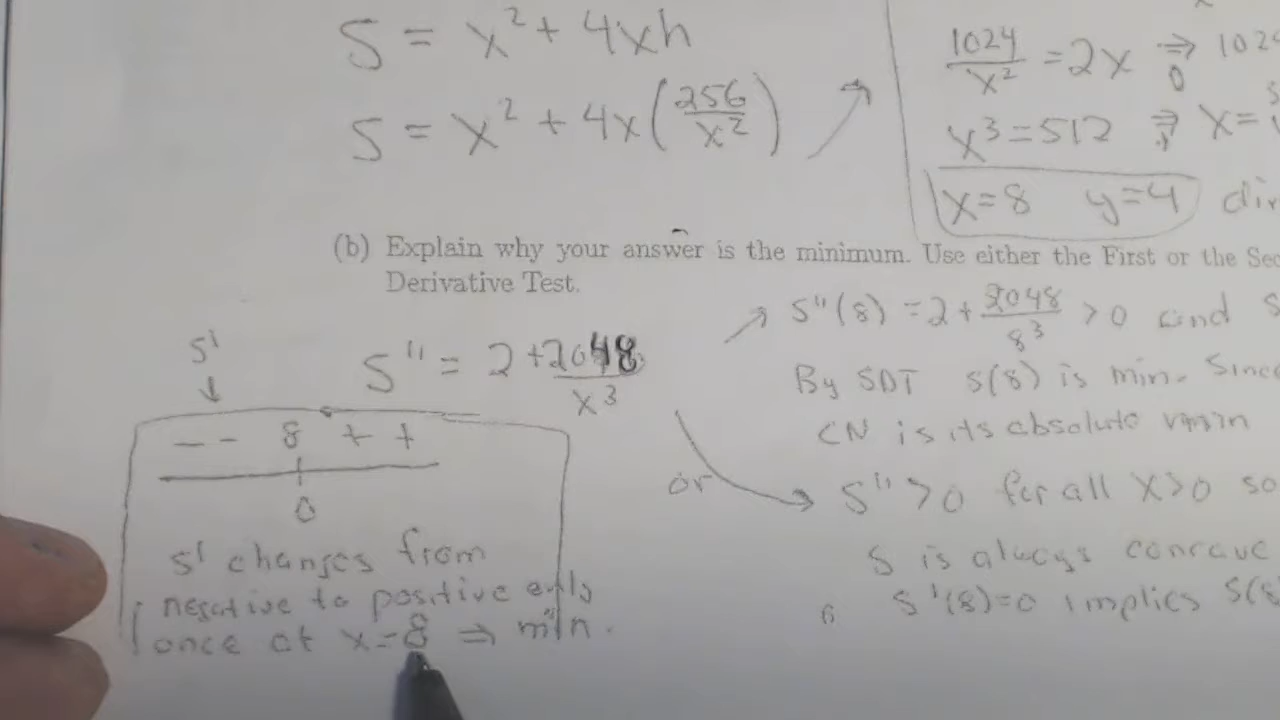 S = x² + 4xh
S = x² + 4x(256/x²)
1024/x² = 2x ⇒ 102
x³ = 512 ⇒ x =
x=8 y=4
(b) Explain why your answer is the minimum. Use either the First or the Sec
Derivative Test.
S'
S'' = 2 + 2048/x³
-- 8 + +
0
S' changes from
negative to positive only
once at x=8 ⇒ min.
S''(8) = 2 + 2048/8³ > 0 and S
By SDT S(8) is min. Since
CN is its absolute min
or
S'' > 0 for all x>0 so
S is always concave
S'(8)=0 implies S(8